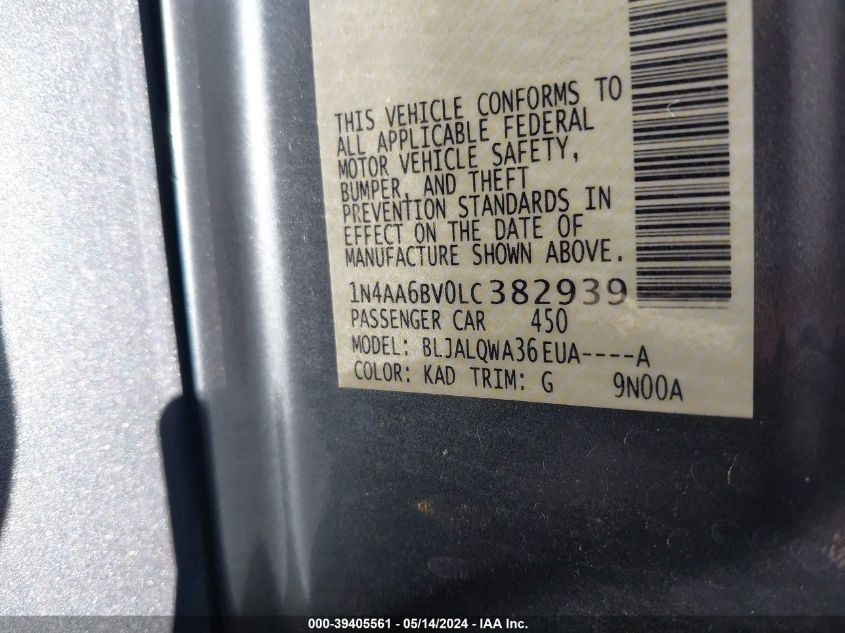 THIS VEHICLE CONFORMS TO
ALL APPLICABLE FEDERAL
MOTOR VEHICLE SAFETY,
BUMPER, AND THEFT
PREVENTION STANDARDS IN
EFFECT ON THE DATE OF
MANUFACTURE SHOWN ABOVE.
1N4AA6BV0LC382939
PASSENGER CAR 450
MODEL: BLJALQWA36EUA----A
COLOR: KAD TRIM: G 9N00A
000-39405561 - 05/14/2024 - IAA Inc.